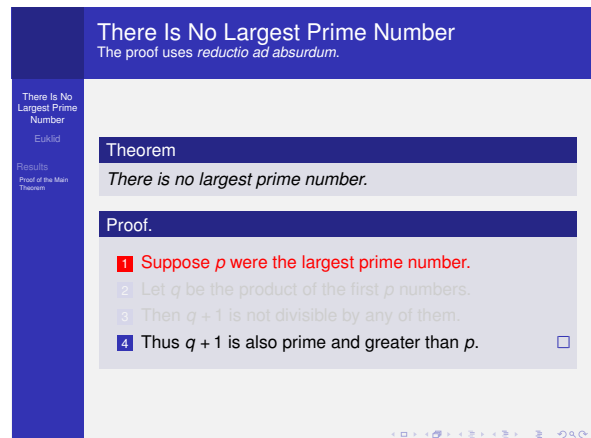 There Is No Largest Prime Number
The proof uses reductio ad absurdum.
There Is No
Largest Prime
Number
Euklid
Results
Proof of the Main
Theorem
Theorem
There is no largest prime number.
Proof.
1 Suppose p were the largest prime number.
2 Let q be the product of the first p numbers.
3 Then q + 1 is not divisible by any of them.
4 Thus q + 1 is also prime and greater than p. □